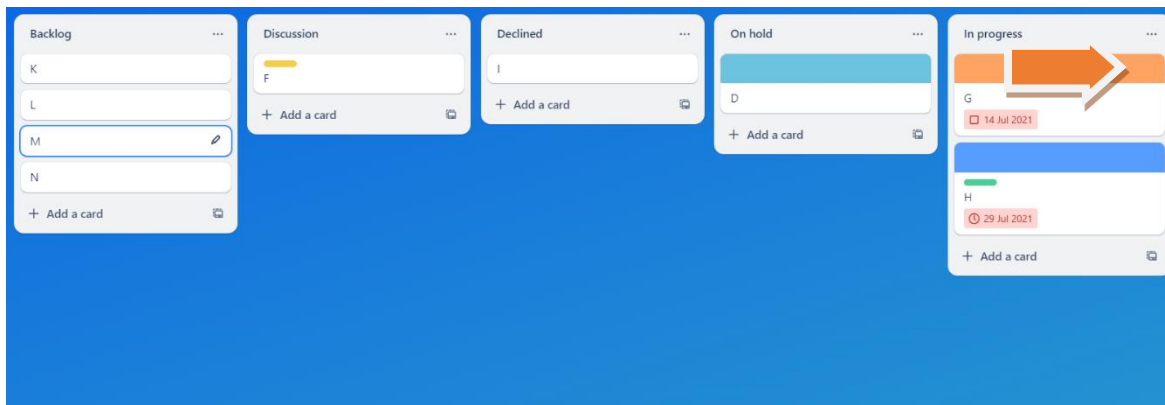 Backlog
K
L
M
N
+ Add a card
Discussion
F
+ Add a card
Declined
I
+ Add a card
On hold
D
+ Add a card
In progress
G
14 Jul 2021
H
29 Jul 2021
+ Add a card